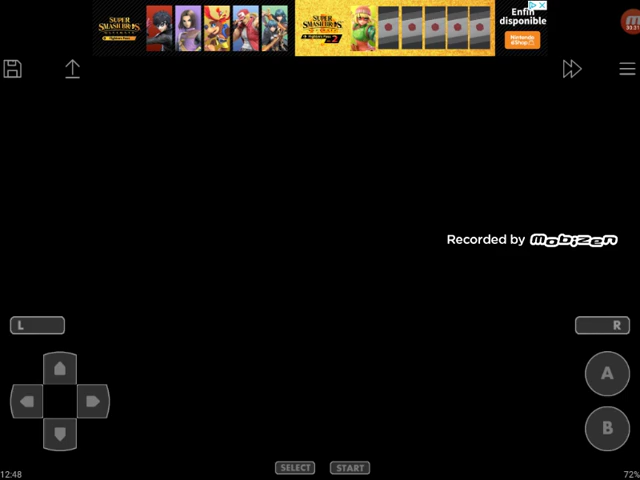 SUPER
SMASH BROS
ULTIMATE
SUPER
SMASH BROS
Enfin
disponible
Nintendo
eShop
Recorded by Mobizen
L
R
A
B
SELECT
START
12:48
72%